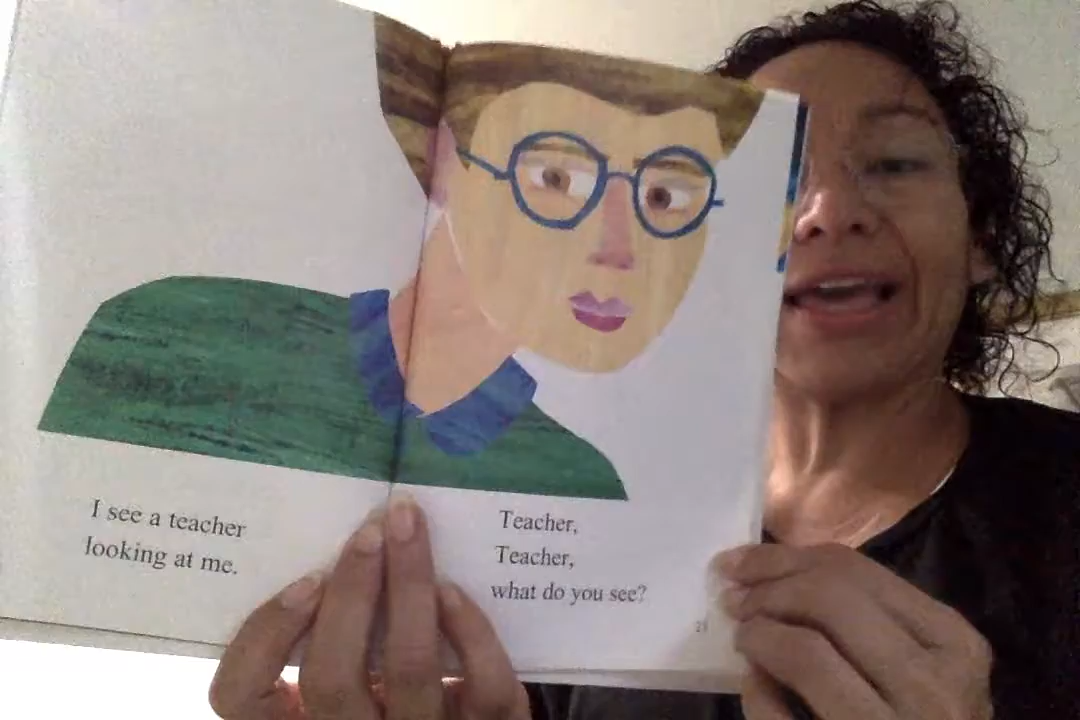 I see a teacher
looking at me.
Teacher,
Teacher,
what do you see?